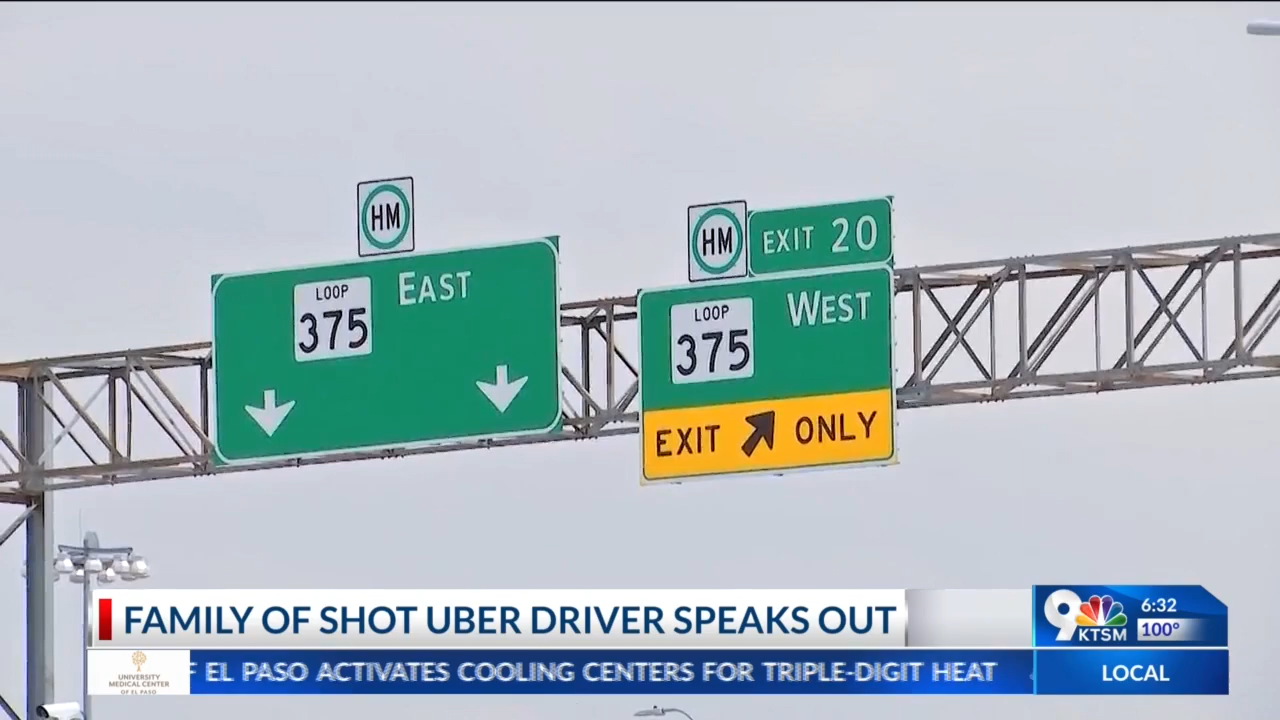 HM
LOOP
375
EAST
HM
EXIT 20
LOOP
375
WEST
EXIT ONLY
FAMILY OF SHOT UBER DRIVER SPEAKS OUT
9
KTSM
6:32
100°
UNIVERSITY
MEDICAL CENTER
OF EL PASO
F EL PASO ACTIVATES COOLING CENTERS FOR TRIPLE-DIGIT HEAT
LOCAL